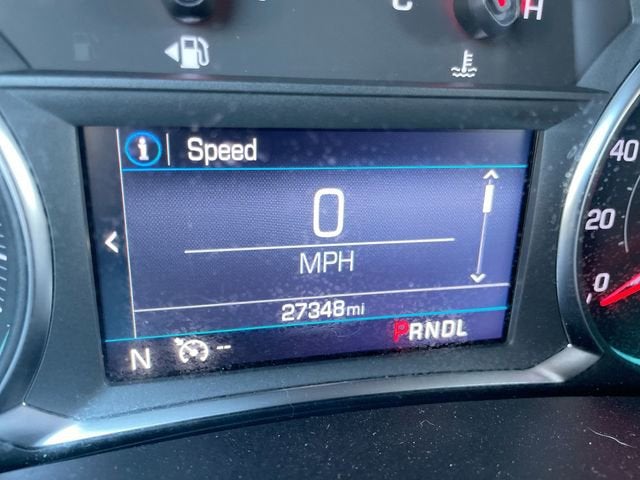 C H
i Speed
0
MPH
27348mi
N --
PRNDL
40
20
0